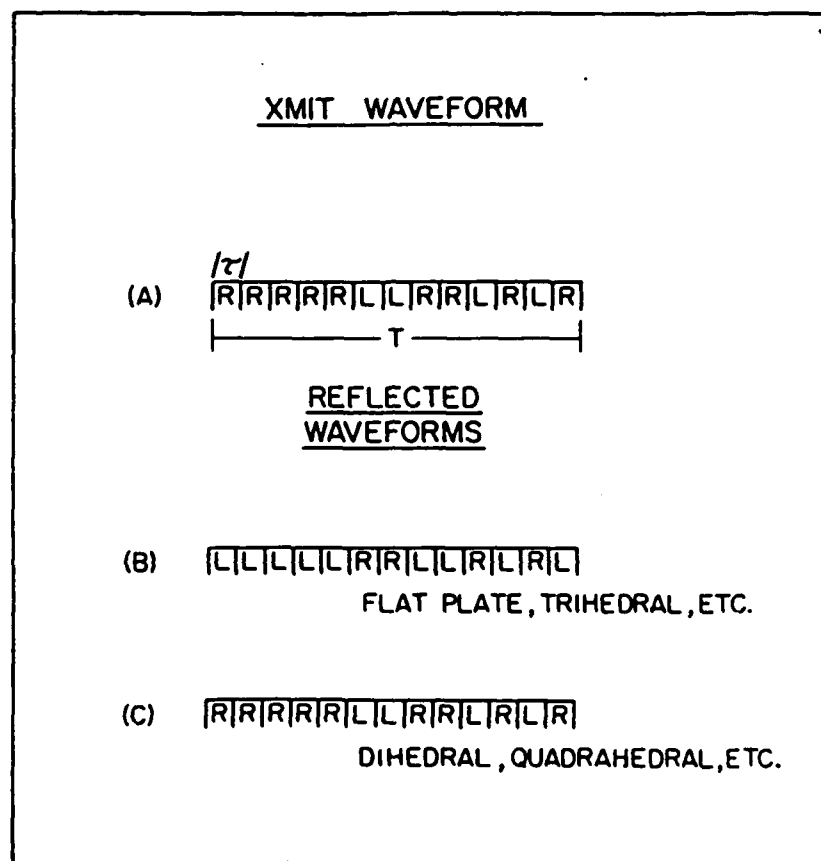 XMIT WAVEFORM
|τ|
(A) |R|R|R|R|R|L|L|R|R|L|R|L|R|
T
REFLECTED
WAVEFORMS
(B) |L|L|L|L|L|R|R|L|L|R|L|R|L|
FLAT PLATE, TRIHEDRAL, ETC.
(C) |R|R|R|R|R|L|L|R|R|L|R|L|R|
DIHEDRAL, QUADRAHEDRAL, ETC.